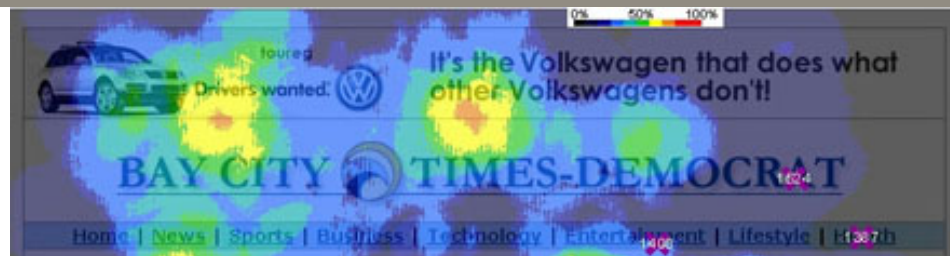 0% 50% 100%
toureg
Drivers wanted.
It's the Volkswagen that does what
other Volkswagens don't!
BAY CITY TIMES-DEMOCRAT
Home | News | Sports | Business | Technology | Entertainment | Lifestyle | Health